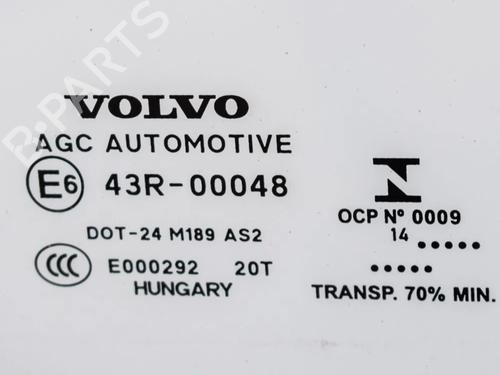 VOLVO
AGC AUTOMOTIVE
E6 43R-00048
DOT-24 M189 AS2
CCC E000292 20T
HUNGARY
N
OCP Nº 0009
14 .....
.....
TRANSP. 70% MIN.
B-PARTS